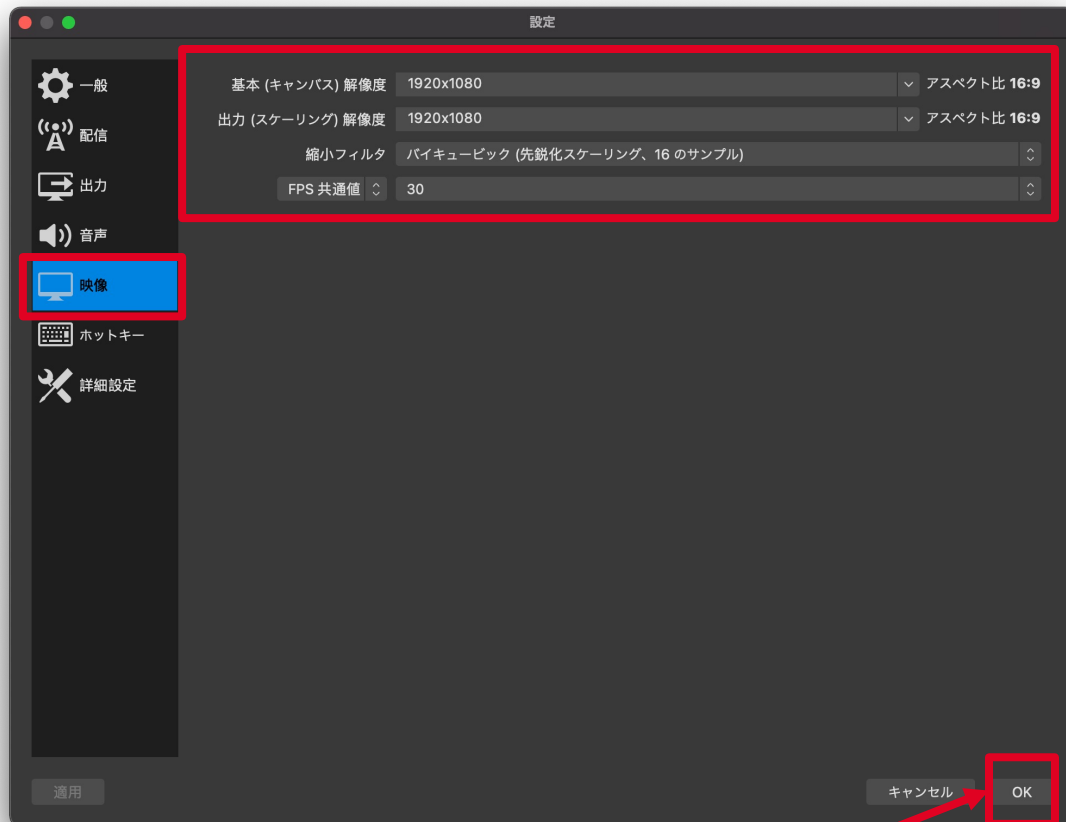 設定
一般
配信
出力
音声
映像
ホットキー
詳細設定
基本 (キャンバス) 解像度 1920x1080 アスペクト比 16:9
出力 (スケーリング) 解像度 1920x1080 アスペクト比 16:9
縮小フィルタ バイキュービック (先鋭化スケーリング、16 のサンプル)
FPS 共通値 30
適用 キャンセル OK